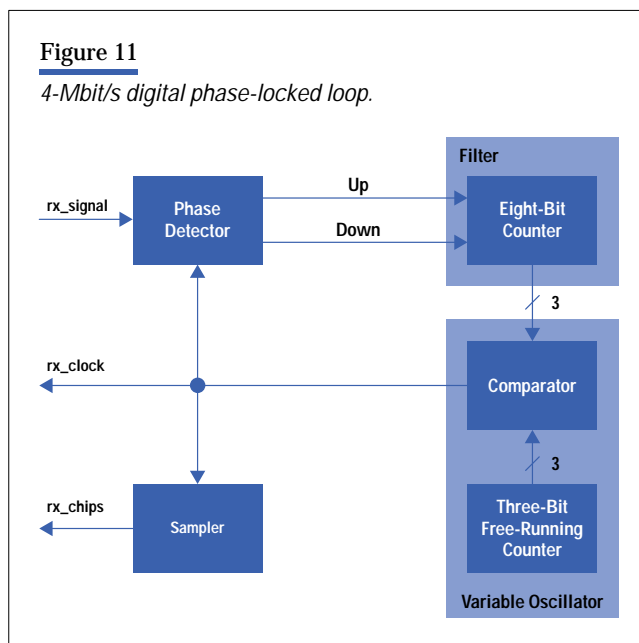 Figure 11
4-Mbit/s digital phase-locked loop.
Filter
rx_signal
Phase
Detector
Up
Down
Eight-Bit
Counter
3
rx_clock
Comparator
3
rx_chips
Sampler
Three-Bit
Free-Running
Counter
Variable Oscillator